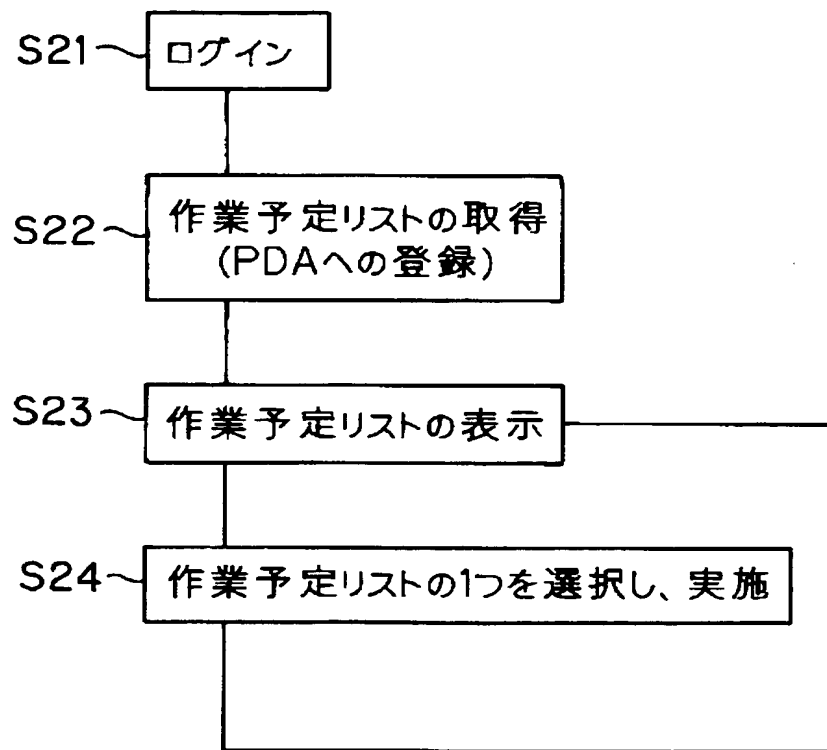 S21 ログイン
S22 作業予定リストの取得
(PDAへの登録)
S23 作業予定リストの表示
S24 作業予定リストの1つを選択し、実施